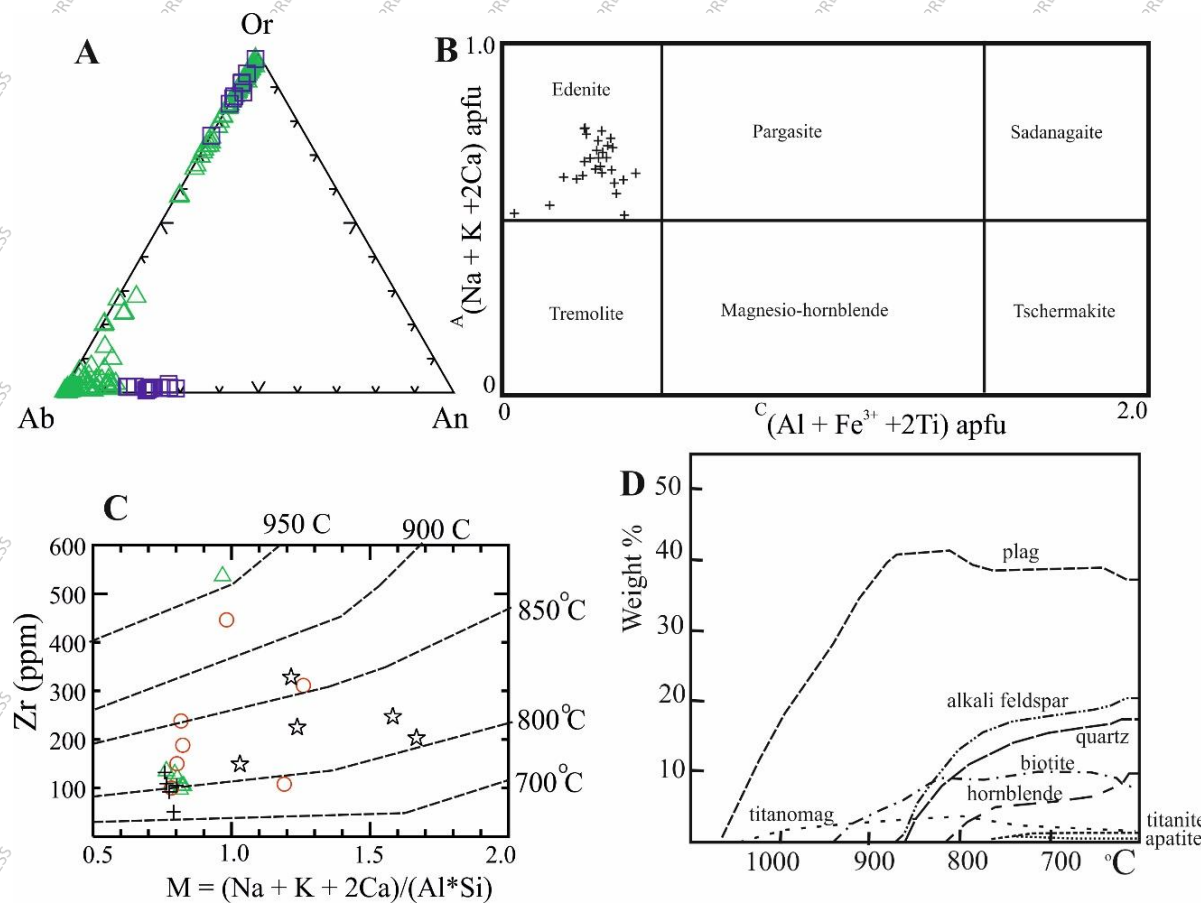 A
Or
Ab
An
B
1.0
0
A(Na + K +2Ca) apfu
Edenite
Pargasite
Sadanagaite
Tremolite
Magnesio-hornblende
Tschermakite
0
2.0
C(Al + Fe3+ +2Ti) apfu
C
950 C
900 C
850°C
800°C
700°C
600
500
400
300
200
100
Zr (ppm)
0.5
1.0
1.5
2.0
M = (Na + K + 2Ca)/(Al*Si)
D
50
40
30
20
10
Weight %
plag
alkali feldspar
quartz
biotite
hornblende
titanomag
titanite
apatite
1000
900
800
700
°C